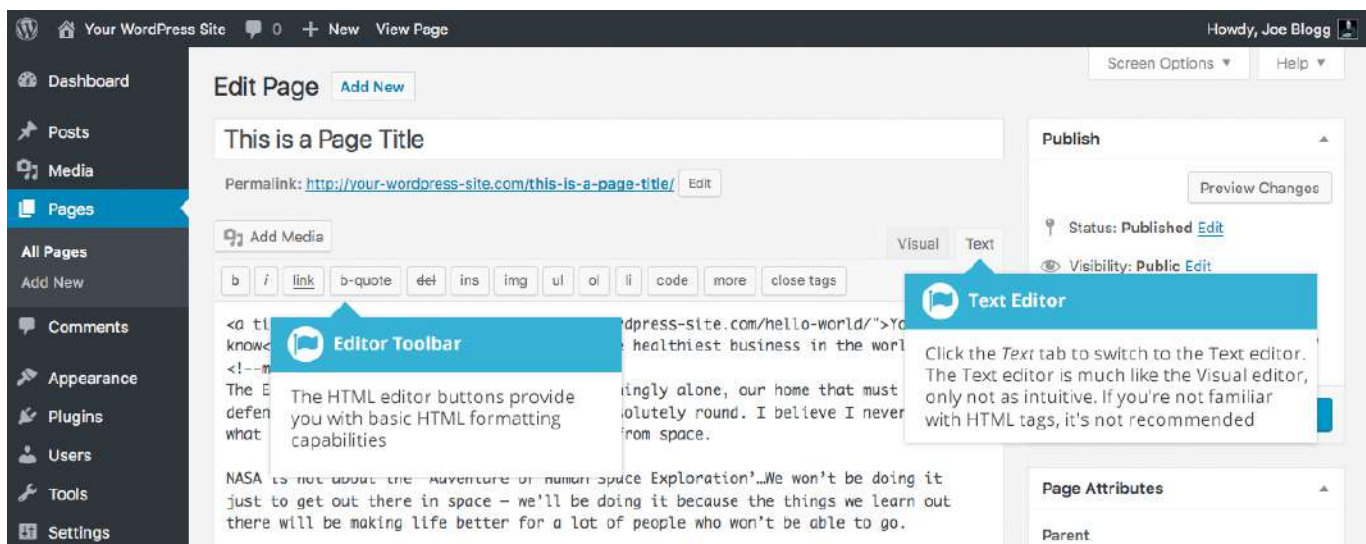 Your WordPress Site 0 + New View Page Howdy, Joe Blogg
Screen Options Help
Dashboard
Posts
Media
Pages
All Pages
Add New
Comments
Appearance
Plugins
Users
Tools
Settings
Edit Page Add New
This is a Page Title
Permalink: http://your-wordpress-site.com/this-is-a-page-title/ Edit
Add Media
Visual Text
b i link b-quote del ins img ul ol li code more close tags
<a ti dpress-site.com/hello-world/">Yo
know< healthiest business in the worl
<!--m
The E ingly alone, our home that must
defen solutely round. I believe I never
what from space.
NASA is not about the 'Adventure of Human Space Exploration'…We won't be doing it
just to get out there in space – we'll be doing it because the things we learn out
there will be making life better for a lot of people who won't be able to go.
Editor Toolbar
The HTML editor buttons provide
you with basic HTML formatting
capabilities
Publish
Preview Changes
Status: Published Edit
Visibility: Public Edit
Text Editor
Click the Text tab to switch to the Text editor.
The Text editor is much like the Visual editor,
only not as intuitive. If you're not familiar
with HTML tags, it's not recommended
Page Attributes
Parent